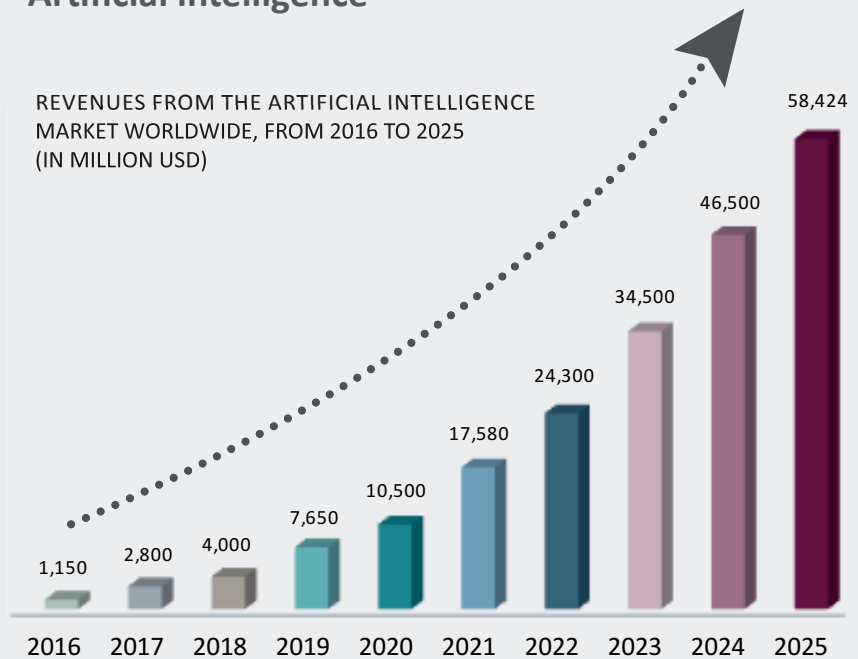 Artificial Intelligence
REVENUES FROM THE ARTIFICIAL INTELLIGENCE
MARKET WORLDWIDE, FROM 2016 TO 2025
(IN MILLION USD)
58,424
46,500
34,500
24,300
17,580
10,500
7,650
4,000
2,800
1,150
2016 2017 2018 2019 2020 2021 2022 2023 2024 2025